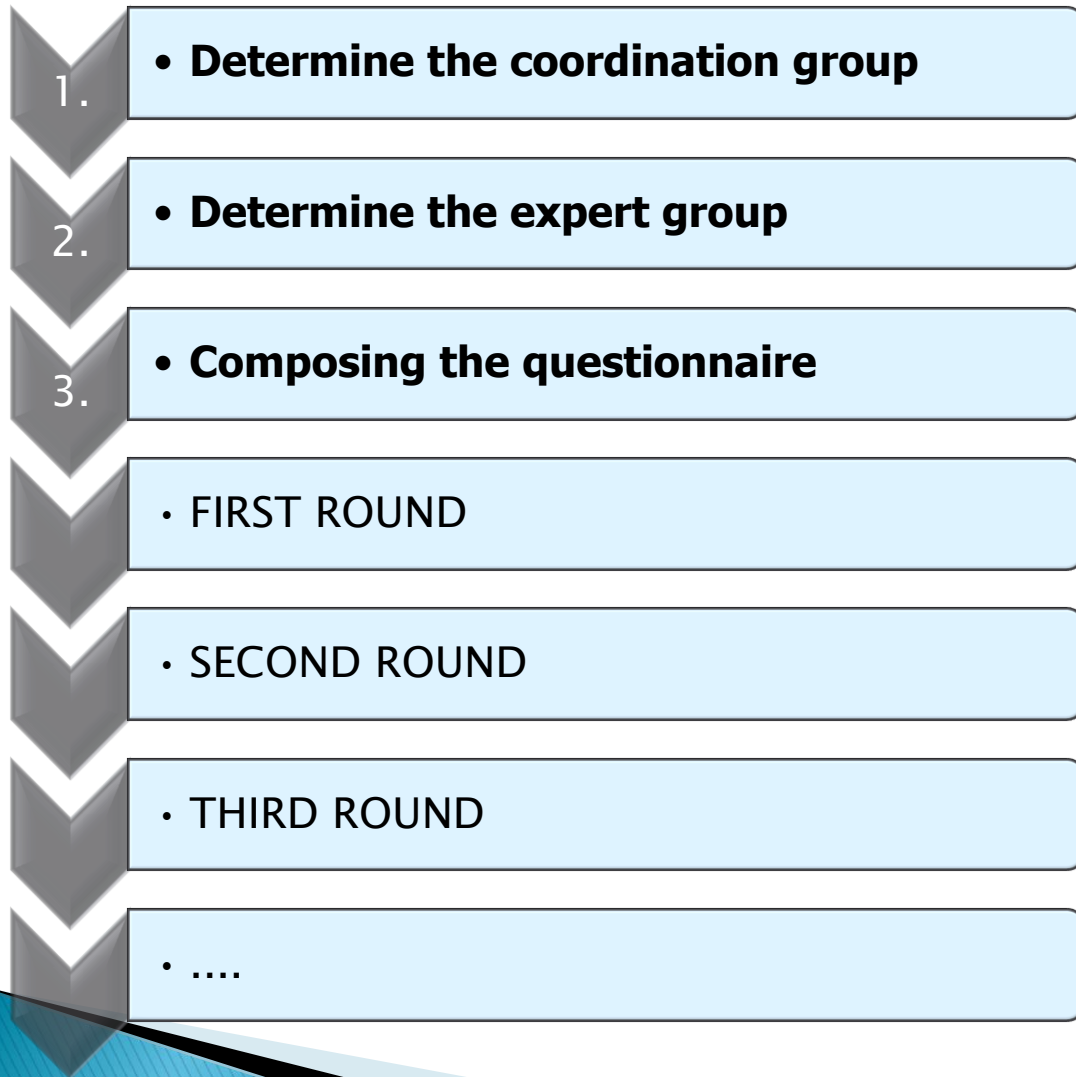 1.
• Determine the coordination group
2.
• Determine the expert group
3.
• Composing the questionnaire
• FIRST ROUND
• SECOND ROUND
• THIRD ROUND
• ....